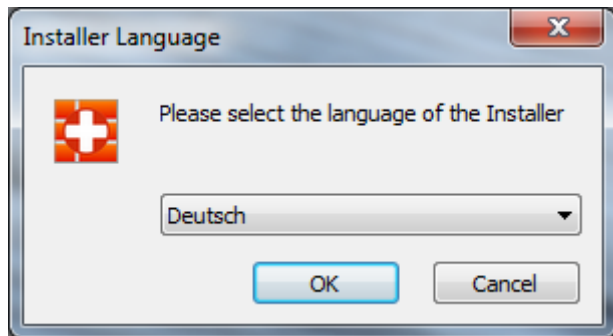 Installer Language
Please select the language of the Installer
Deutsch
OK Cancel